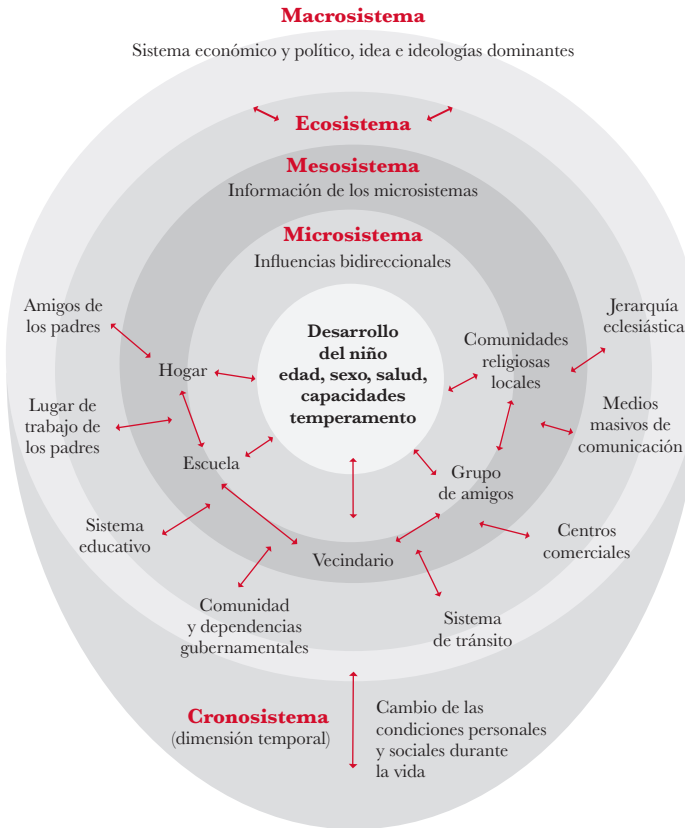 Macrosistema
Sistema económico y político, idea e ideologías dominantes
Ecosistema
Mesosistema
Información de los microsistemas
Microsistema
Influencias bidireccionales
Desarrollo
del niño
edad, sexo, salud,
capacidades
temperamento
Amigos de
los padres
Hogar
Lugar de
trabajo de
los padres
Escuela
Sistema
educativo
Comunidad
y dependencias
gubernamentales
Vecindario
Sistema
de tránsito
Grupo
de amigos
Centros
comerciales
Comunidades
religiosas
locales
Jerarquía
eclesiástica
Medios
masivos de
comunicación
Cronosistema
(dimensión temporal)
Cambio de las
condiciones personales
y sociales durante
la vida